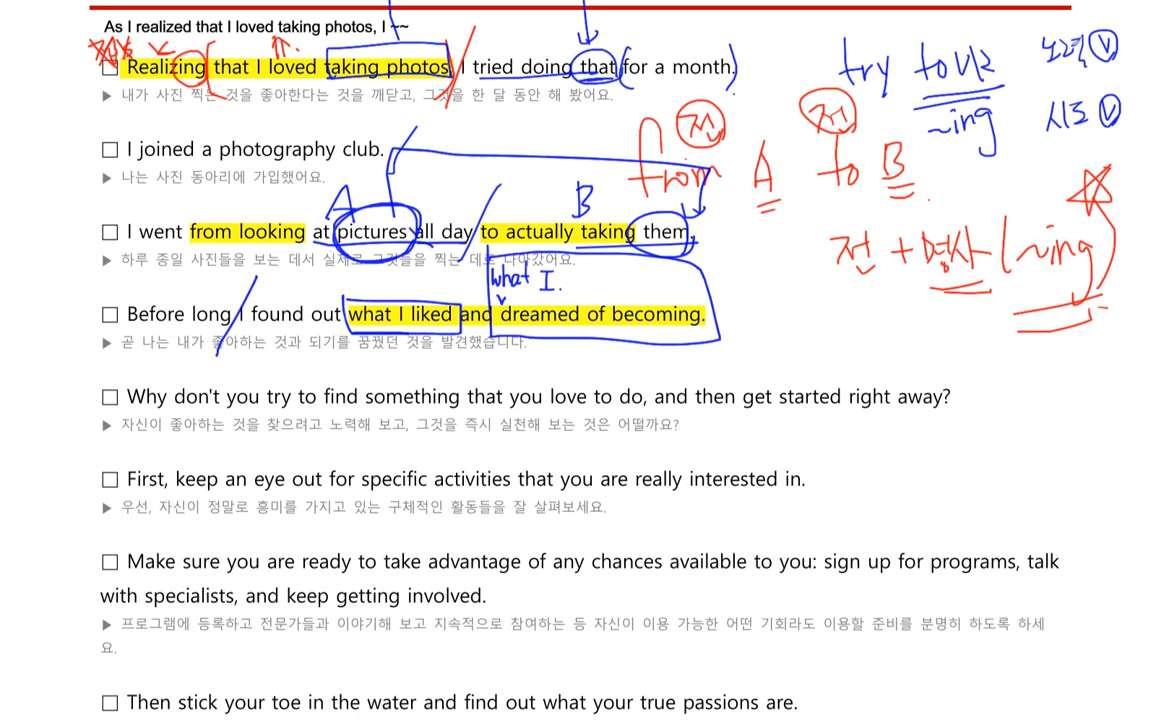 As I realized that I loved taking photos, I ~~
□ Realizing that I loved taking photos, I tried doing that for a month.
▶ 내가 사진 찍는 것을 좋아한다는 것을 깨닫고, 그것을 한 달 동안 해 봤어요.
try to V
~ing
노력 V
시도 V
□ I joined a photography club.
▶ 나는 사진 동아리에 가입했어요.
전 전
from A to B
A B
□ I went from looking at pictures all day to actually taking them.
▶ 하루 종일 사진들을 보는 데서 실제로 그것들을 찍는 데로 나아갔어요.
전 + 명사 (~ing)
what I.
□ Before long, I found out what I liked and dreamed of becoming.
▶ 곧 나는 내가 좋아하는 것과 되기를 꿈꿨던 것을 발견했습니다.
□ Why don't you try to find something that you love to do, and then get started right away?
▶ 자신이 좋아하는 것을 찾으려고 노력해 보고, 그것을 즉시 실천해 보는 것은 어떨까요?
□ First, keep an eye out for specific activities that you are really interested in.
▶ 우선, 자신이 정말로 흥미를 가지고 있는 구체적인 활동들을 잘 살펴보세요.
□ Make sure you are ready to take advantage of any chances available to you: sign up for programs, talk
with specialists, and keep getting involved.
▶ 프로그램에 등록하고 전문가들과 이야기해 보고 지속적으로 참여하는 등 자신이 이용 가능한 어떤 기회라도 이용할 준비를 분명히 하도록 하세
요.
□ Then stick your toe in the water and find out what your true passions are.